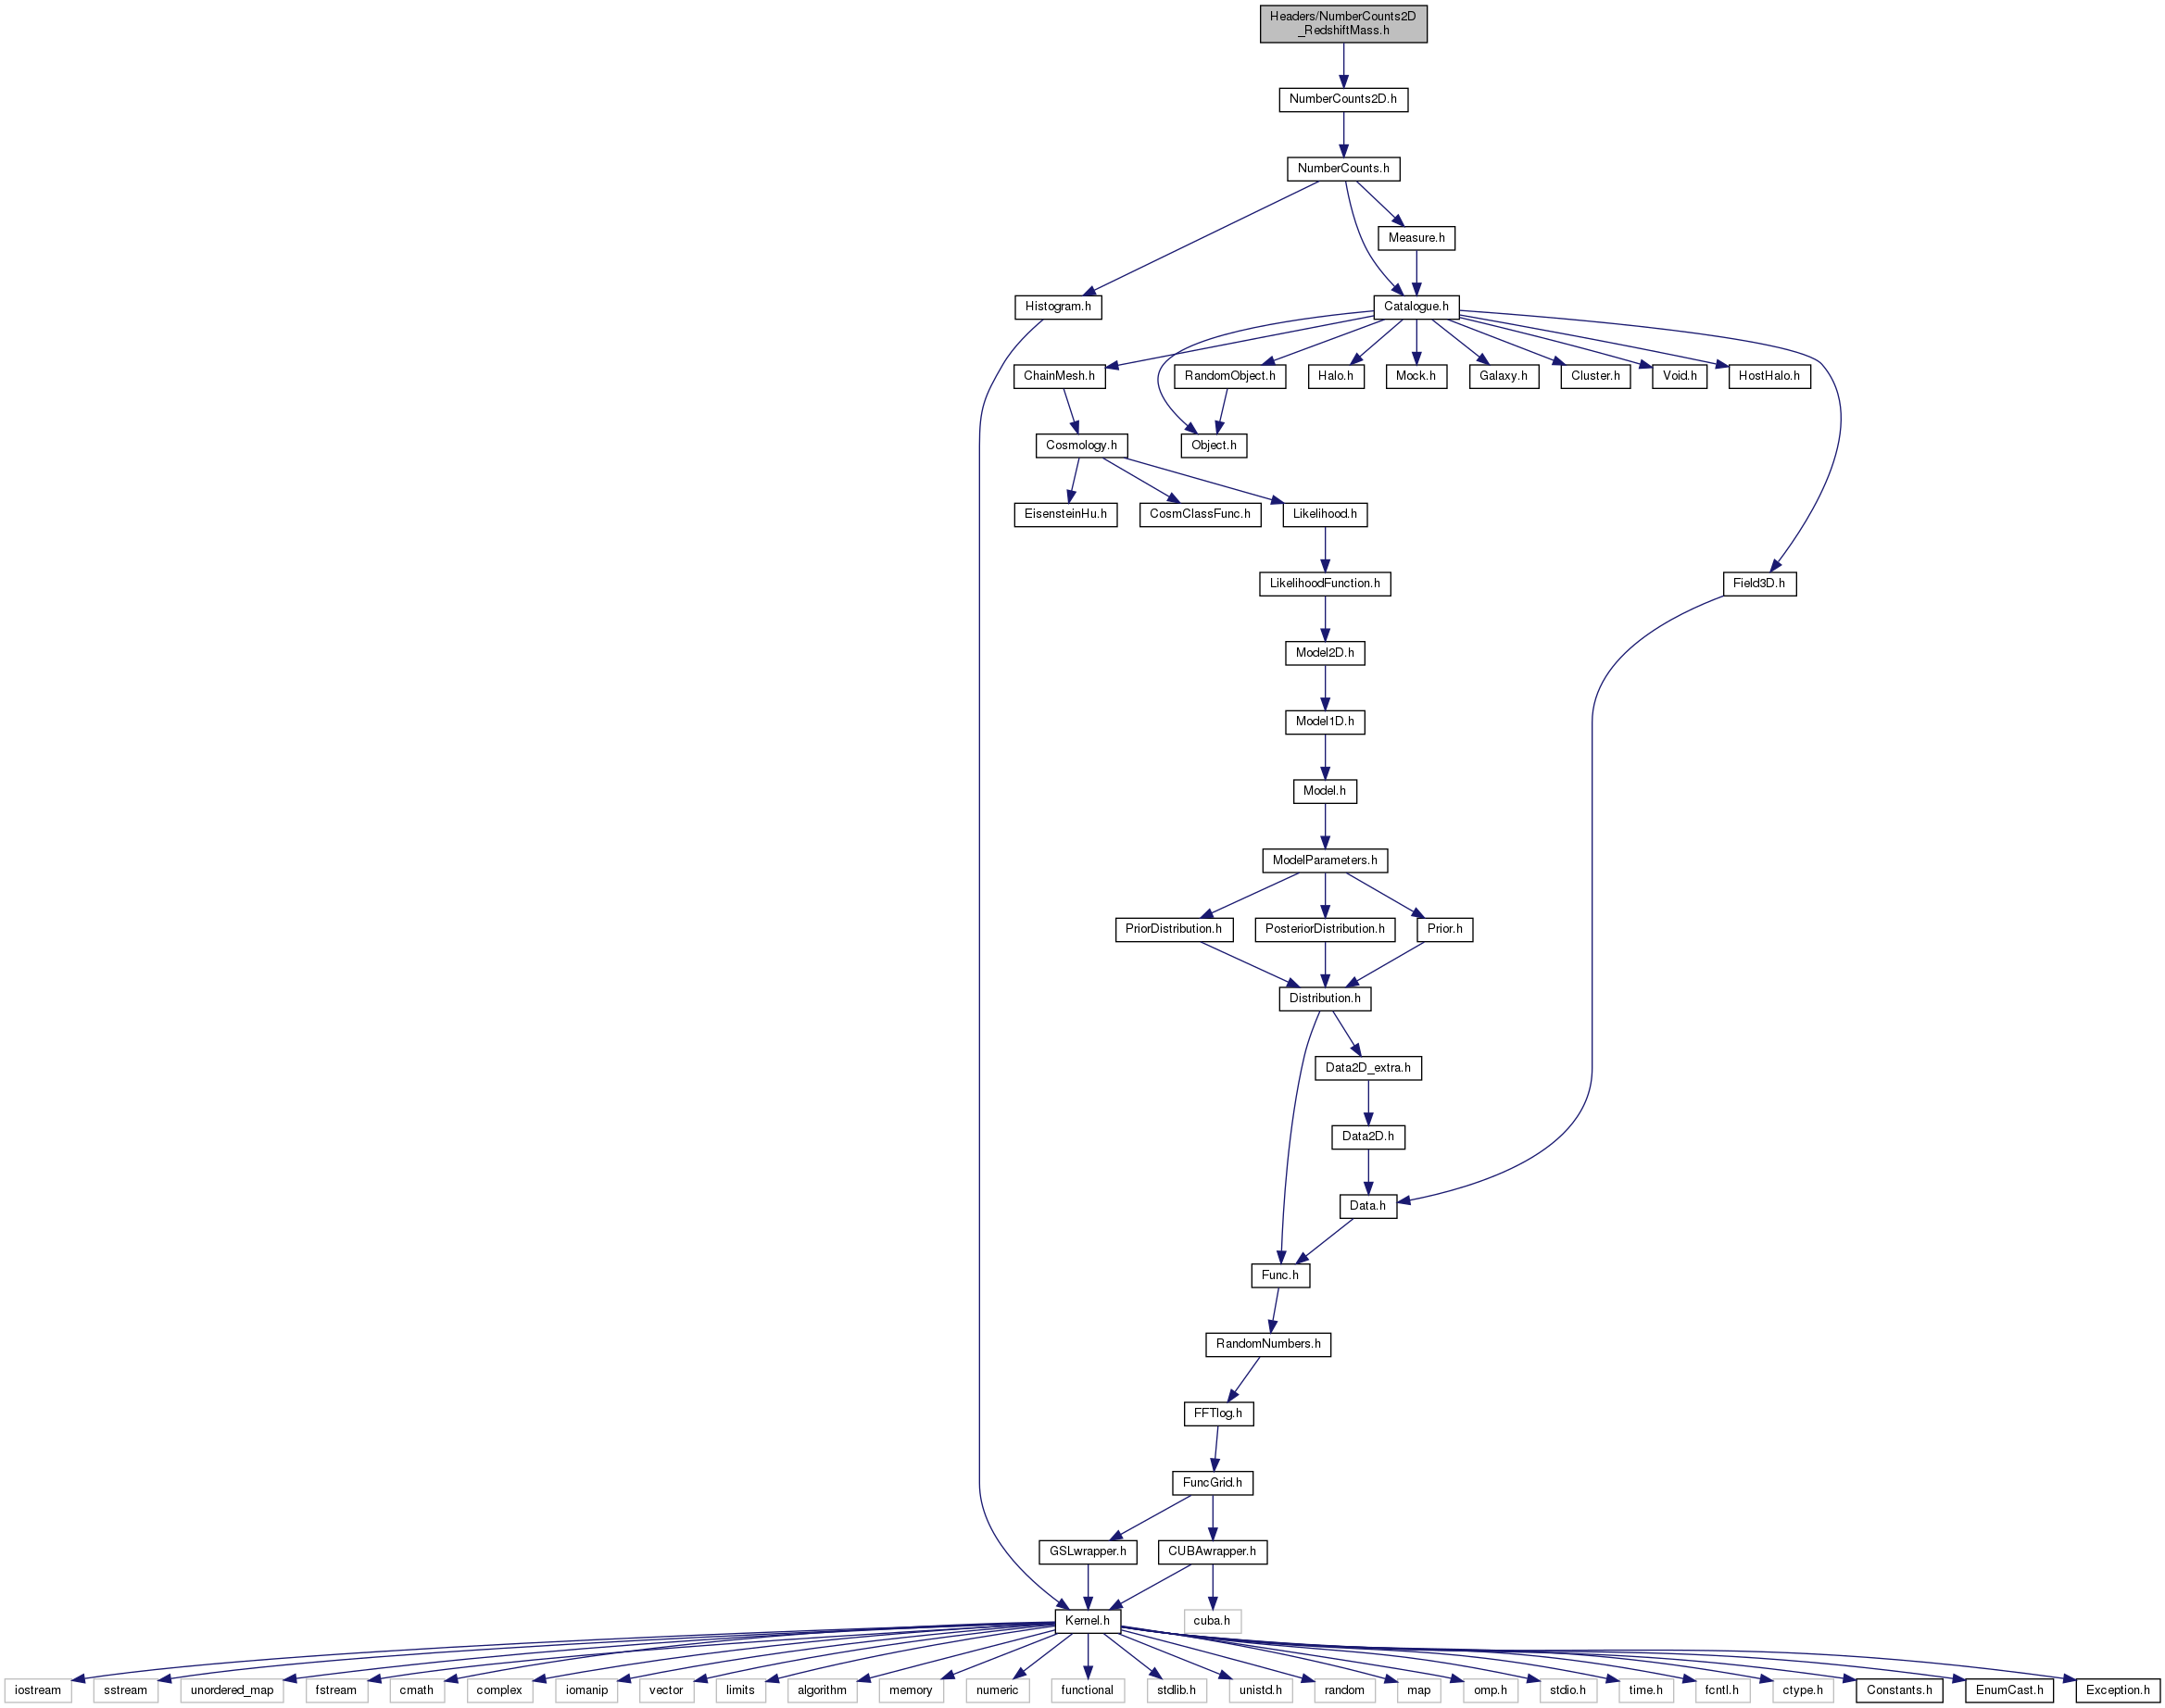 Headers/NumberCounts2D
_RedshiftMass.h
NumberCounts2D.h
NumberCounts.h
Measure.h
Histogram.h
Catalogue.h
ChainMesh.h
RandomObject.h
Halo.h
Mock.h
Galaxy.h
Cluster.h
Void.h
HostHalo.h
Cosmology.h
Object.h
EisensteinHu.h
CosmClassFunc.h
Likelihood.h
LikelihoodFunction.h
Field3D.h
Model2D.h
Model1D.h
Model.h
ModelParameters.h
PriorDistribution.h
PosteriorDistribution.h
Prior.h
Distribution.h
Data2D_extra.h
Data2D.h
Data.h
Func.h
RandomNumbers.h
FFTlog.h
FuncGrid.h
GSLwrapper.h
CUBAwrapper.h
Kernel.h
cuba.h
iostream
sstream
unordered_map
fstream
cmath
complex
iomanip
vector
limits
algorithm
memory
numeric
functional
stdlib.h
unistd.h
random
map
omp.h
stdio.h
time.h
fcntl.h
ctype.h
Constants.h
EnumCast.h
Exception.h